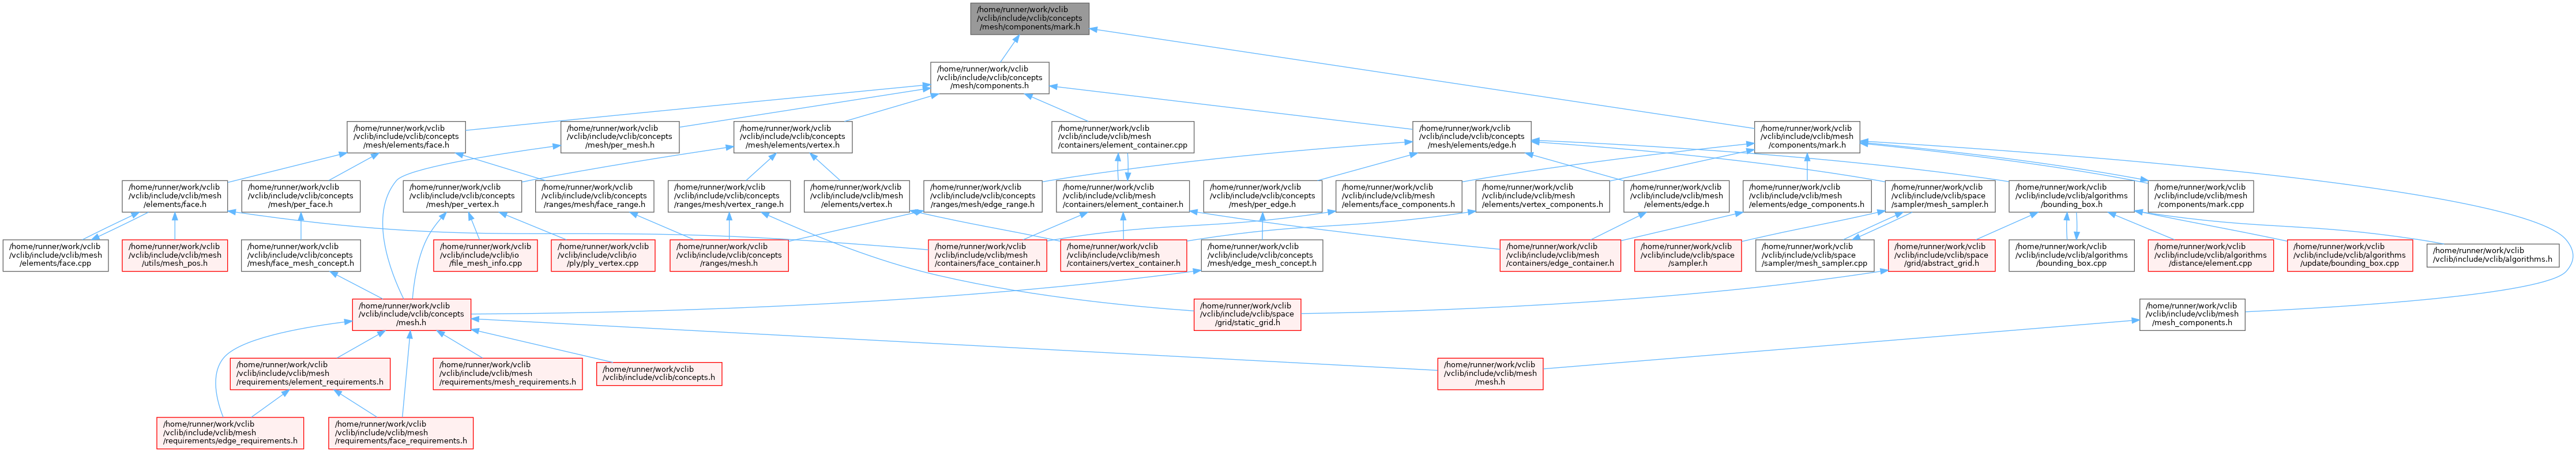 /home/runner/work/vclib
/vclib/include/vclib/concepts
/mesh/components/mark.h
/home/runner/work/vclib
/vclib/include/vclib/concepts
/mesh/components.h
/home/runner/work/vclib
/vclib/include/vclib/concepts
/mesh/elements/face.h
/home/runner/work/vclib
/vclib/include/vclib/concepts
/mesh/per_mesh.h
/home/runner/work/vclib
/vclib/include/vclib/concepts
/mesh/elements/vertex.h
/home/runner/work/vclib
/vclib/include/vclib/mesh
/containers/element_container.cpp
/home/runner/work/vclib
/vclib/include/vclib/concepts
/mesh/elements/edge.h
/home/runner/work/vclib
/vclib/include/vclib/mesh
/components/mark.h
/home/runner/work/vclib
/vclib/include/vclib/mesh
/elements/face.h
/home/runner/work/vclib
/vclib/include/vclib/concepts
/mesh/per_face.h
/home/runner/work/vclib
/vclib/include/vclib/concepts
/mesh/per_vertex.h
/home/runner/work/vclib
/vclib/include/vclib/concepts
/ranges/mesh/face_range.h
/home/runner/work/vclib
/vclib/include/vclib/concepts
/ranges/mesh/vertex_range.h
/home/runner/work/vclib
/vclib/include/vclib/mesh
/elements/vertex.h
/home/runner/work/vclib
/vclib/include/vclib/concepts
/ranges/mesh/edge_range.h
/home/runner/work/vclib
/vclib/include/vclib/mesh
/containers/element_container.h
/home/runner/work/vclib
/vclib/include/vclib/concepts
/mesh/per_edge.h
/home/runner/work/vclib
/vclib/include/vclib/mesh
/elements/face_components.h
/home/runner/work/vclib
/vclib/include/vclib/mesh
/elements/vertex_components.h
/home/runner/work/vclib
/vclib/include/vclib/mesh
/elements/edge.h
/home/runner/work/vclib
/vclib/include/vclib/mesh
/elements/edge_components.h
/home/runner/work/vclib
/vclib/include/vclib/space
/sampler/mesh_sampler.h
/home/runner/work/vclib
/vclib/include/vclib/algorithms
/bounding_box.h
/home/runner/work/vclib
/vclib/include/vclib/mesh
/components/mark.cpp
/home/runner/work/vclib
/vclib/include/vclib/mesh
/elements/face.cpp
/home/runner/work/vclib
/vclib/include/vclib/mesh
/utils/mesh_pos.h
/home/runner/work/vclib
/vclib/include/vclib/concepts
/mesh/face_mesh_concept.h
/home/runner/work/vclib
/vclib/include/vclib/io
/file_mesh_info.cpp
/home/runner/work/vclib
/vclib/include/vclib/io
/ply/ply_vertex.cpp
/home/runner/work/vclib
/vclib/include/vclib/concepts
/ranges/mesh.h
/home/runner/work/vclib
/vclib/include/vclib/mesh
/containers/face_container.h
/home/runner/work/vclib
/vclib/include/vclib/mesh
/containers/vertex_container.h
/home/runner/work/vclib
/vclib/include/vclib/concepts
/mesh/edge_mesh_concept.h
/home/runner/work/vclib
/vclib/include/vclib/mesh
/containers/edge_container.h
/home/runner/work/vclib
/vclib/include/vclib/space
/sampler.h
/home/runner/work/vclib
/vclib/include/vclib/space
/sampler/mesh_sampler.cpp
/home/runner/work/vclib
/vclib/include/vclib/space
/grid/abstract_grid.h
/home/runner/work/vclib
/vclib/include/vclib/algorithms
/bounding_box.cpp
/home/runner/work/vclib
/vclib/include/vclib/algorithms
/distance/element.cpp
/home/runner/work/vclib
/vclib/include/vclib/algorithms
/update/bounding_box.cpp
/home/runner/work/vclib
/vclib/include/vclib/algorithms.h
/home/runner/work/vclib
/vclib/include/vclib/concepts
/mesh.h
/home/runner/work/vclib
/vclib/include/vclib/space
/grid/static_grid.h
/home/runner/work/vclib
/vclib/include/vclib/mesh
/mesh_components.h
/home/runner/work/vclib
/vclib/include/vclib/mesh
/requirements/element_requirements.h
/home/runner/work/vclib
/vclib/include/vclib/mesh
/requirements/mesh_requirements.h
/home/runner/work/vclib
/vclib/include/vclib/concepts.h
/home/runner/work/vclib
/vclib/include/vclib/mesh
/mesh.h
/home/runner/work/vclib
/vclib/include/vclib/mesh
/requirements/edge_requirements.h
/home/runner/work/vclib
/vclib/include/vclib/mesh
/requirements/face_requirements.h